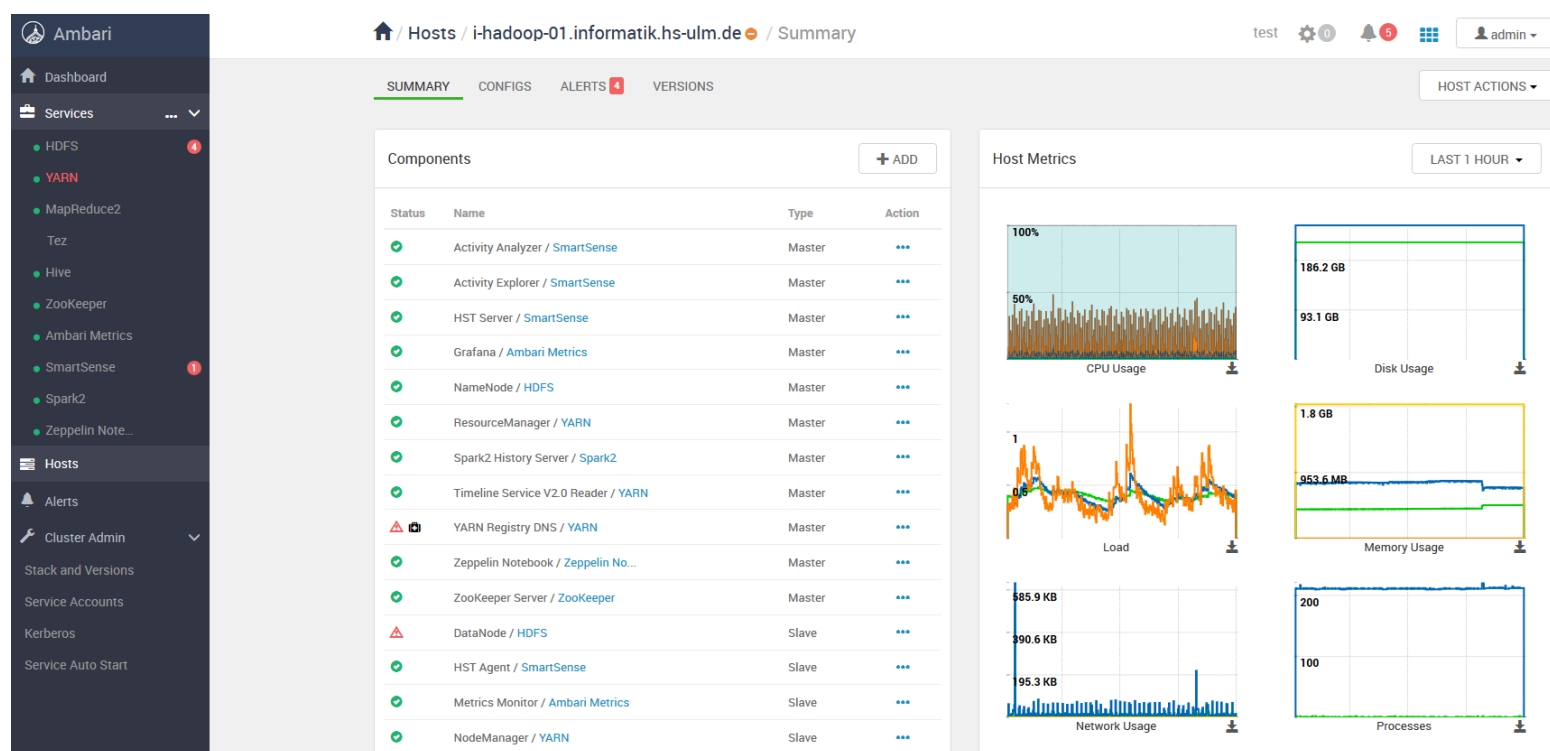 Ambari
/ Hosts / i-hadoop-01.informatik.hs-ulm.de / Summary
test 0 5 admin
Dashboard
Services ...
HDFS 4
YARN
MapReduce2
Tez
Hive
ZooKeeper
Ambari Metrics
SmartSense 1
Spark2
Zeppelin Note...
Hosts
Alerts
Cluster Admin
Stack and Versions
Service Accounts
Kerberos
Service Auto Start
SUMMARY CONFIGS ALERTS 4 VERSIONS
HOST ACTIONS
Components
+ ADD
Status Name Type Action
Activity Analyzer / SmartSense Master •••
Activity Explorer / SmartSense Master •••
HST Server / SmartSense Master •••
Grafana / Ambari Metrics Master •••
NameNode / HDFS Master •••
ResourceManager / YARN Master •••
Spark2 History Server / Spark2 Master •••
Timeline Service V2.0 Reader / YARN Master •••
YARN Registry DNS / YARN Master •••
Zeppelin Notebook / Zeppelin No... Master •••
ZooKeeper Server / ZooKeeper Master •••
DataNode / HDFS Slave •••
HST Agent / SmartSense Slave •••
Metrics Monitor / Ambari Metrics Slave •••
NodeManager / YARN Slave •••
Host Metrics
LAST 1 HOUR
100%
50%
CPU Usage
186.2 GB
93.1 GB
Disk Usage
1
0.5
Load
1.8 GB
953.6 MB
Memory Usage
585.9 KB
390.6 KB
195.3 KB
Network Usage
200
100
Processes